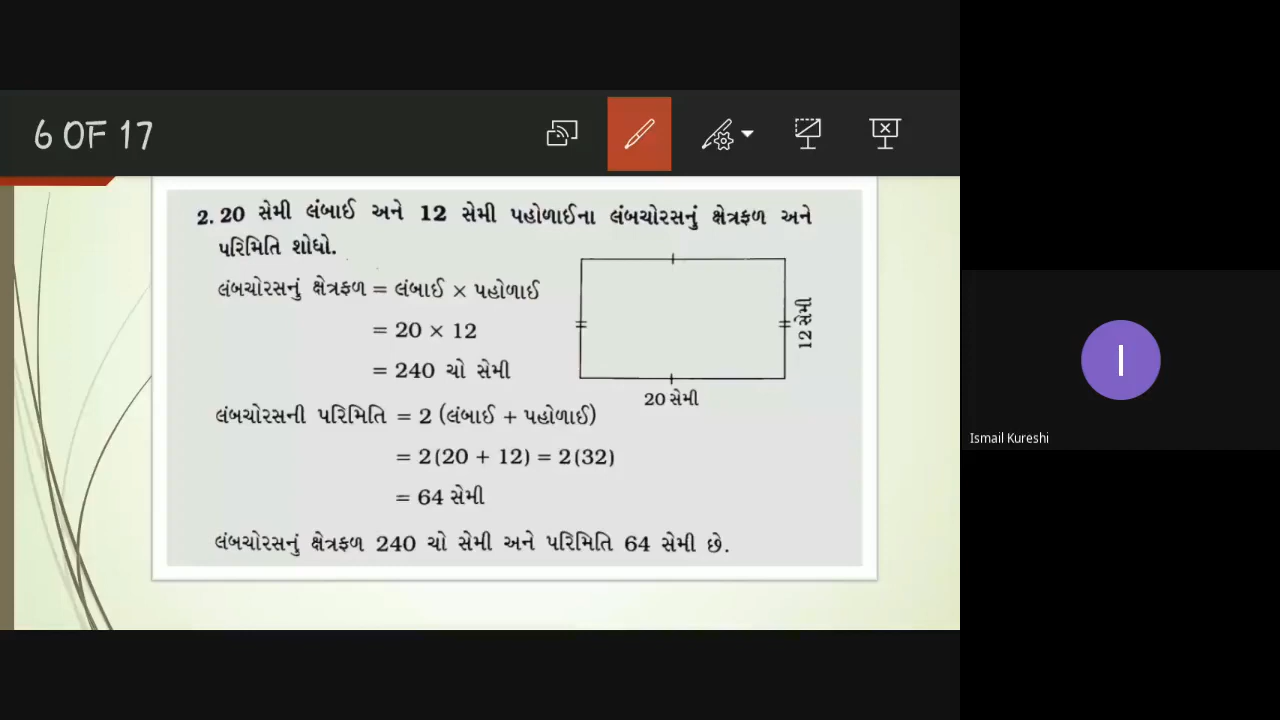 6 OF 17
2. 20 સેમી લંબાઈ અને 12 સેમી પહોળાઈના લંબચોરસનું ક્ષેત્રફળ અને
પરિમિતિ શોધો.
લંબચોરસનું ક્ષેત્રફળ = લંબાઈ × પહોળાઈ
= 20 × 12
= 240 ચો સેમી
12 સેમી
20 સેમી
લંબચોરસની પરિમિતિ = 2 (લંબાઈ + પહોળાઈ)
= 2(20 + 12) = 2(32)
= 64 સેમી
લંબચોરસનું ક્ષેત્રફળ 240 ચો સેમી અને પરિમિતિ 64 સેમી છે.
I
Ismail Kureshi